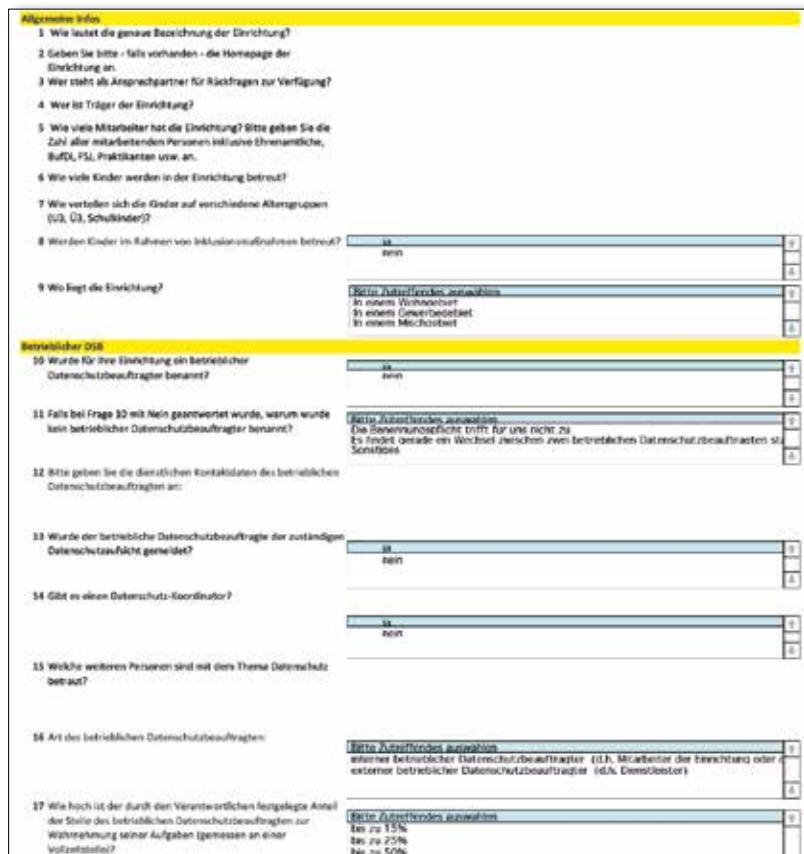 Allgemeine Infos
1 Wie lautet die genaue Bezeichnung der Einrichtung?
2 Geben Sie bitte - falls vorhanden - die Homepage der
Einrichtung an.
3 Wer steht als Ansprechpartner für Rückfragen zur Verfügung?
4 Wer ist Träger der Einrichtung?
5 Wie viele Mitarbeiter hat die Einrichtung? Bitte geben Sie die
Zahl aller mitarbeitenden Personen inklusive Ehrenamtliche,
BufDi, FSJ, Praktikanten usw. an.
6 Wie viele Kinder werden in der Einrichtung betreut?
7 Wie verteilen sich die Kinder auf verschiedene Altersgruppen
(U3, Ü3, Schulkinder)?
8 Werden Kinder im Rahmen von Inklusionsmaßnahmen betreut?
ja
nein
9 Wo liegt die Einrichtung?
Bitte Zutreffendes auswählen
In einem Wohngebiet
In einem Gewerbegebiet
In einem Mischgebiet
Betrieblicher DSB
10 Wurde für Ihre Einrichtung ein betrieblicher
Datenschutzbeauftragter benannt?
ja
nein
11 Falls bei Frage 10 mit Nein geantwortet wurde, warum wurde
kein betrieblicher Datenschutzbeauftragter benannt?
Bitte Zutreffendes auswählen
Die Benennungspflicht trifft für uns nicht zu
Es findet gerade ein Wechsel zwischen zwei betrieblichen Datenschutzbeauftragten sta
Sonstiges
12 Bitte geben Sie die dienstlichen Kontaktdaten des betrieblichen
Datenschutzbeauftragten an:
13 Wurde der betriebliche Datenschutzbeauftragte der zuständigen
Datenschutzaufsicht gemeldet?
ja
nein
14 Gibt es einen Datenschutz-Koordinator?
ja
nein
15 Welche weiteren Personen sind mit dem Thema Datenschutz
betraut?
16 Art des betrieblichen Datenschutzbeauftragten:
Bitte Zutreffendes auswählen
interner betrieblicher Datenschutzbeauftragter (d.h. Mitarbeiter der Einrichtung oder
externer betrieblicher Datenschutzbeauftragter (d.h. Dienstleister)
17 Wie hoch ist der durch den Verantwortlichen festgelegte Anteil
der Stelle des betrieblichen Datenschutzbeauftragten zur
Wahrnehmung seiner Aufgaben (gemessen an einer
Vollzeitstelle)?
Bitte Zutreffendes auswählen
bis zu 15%
bis zu 25%
bis zu 50%